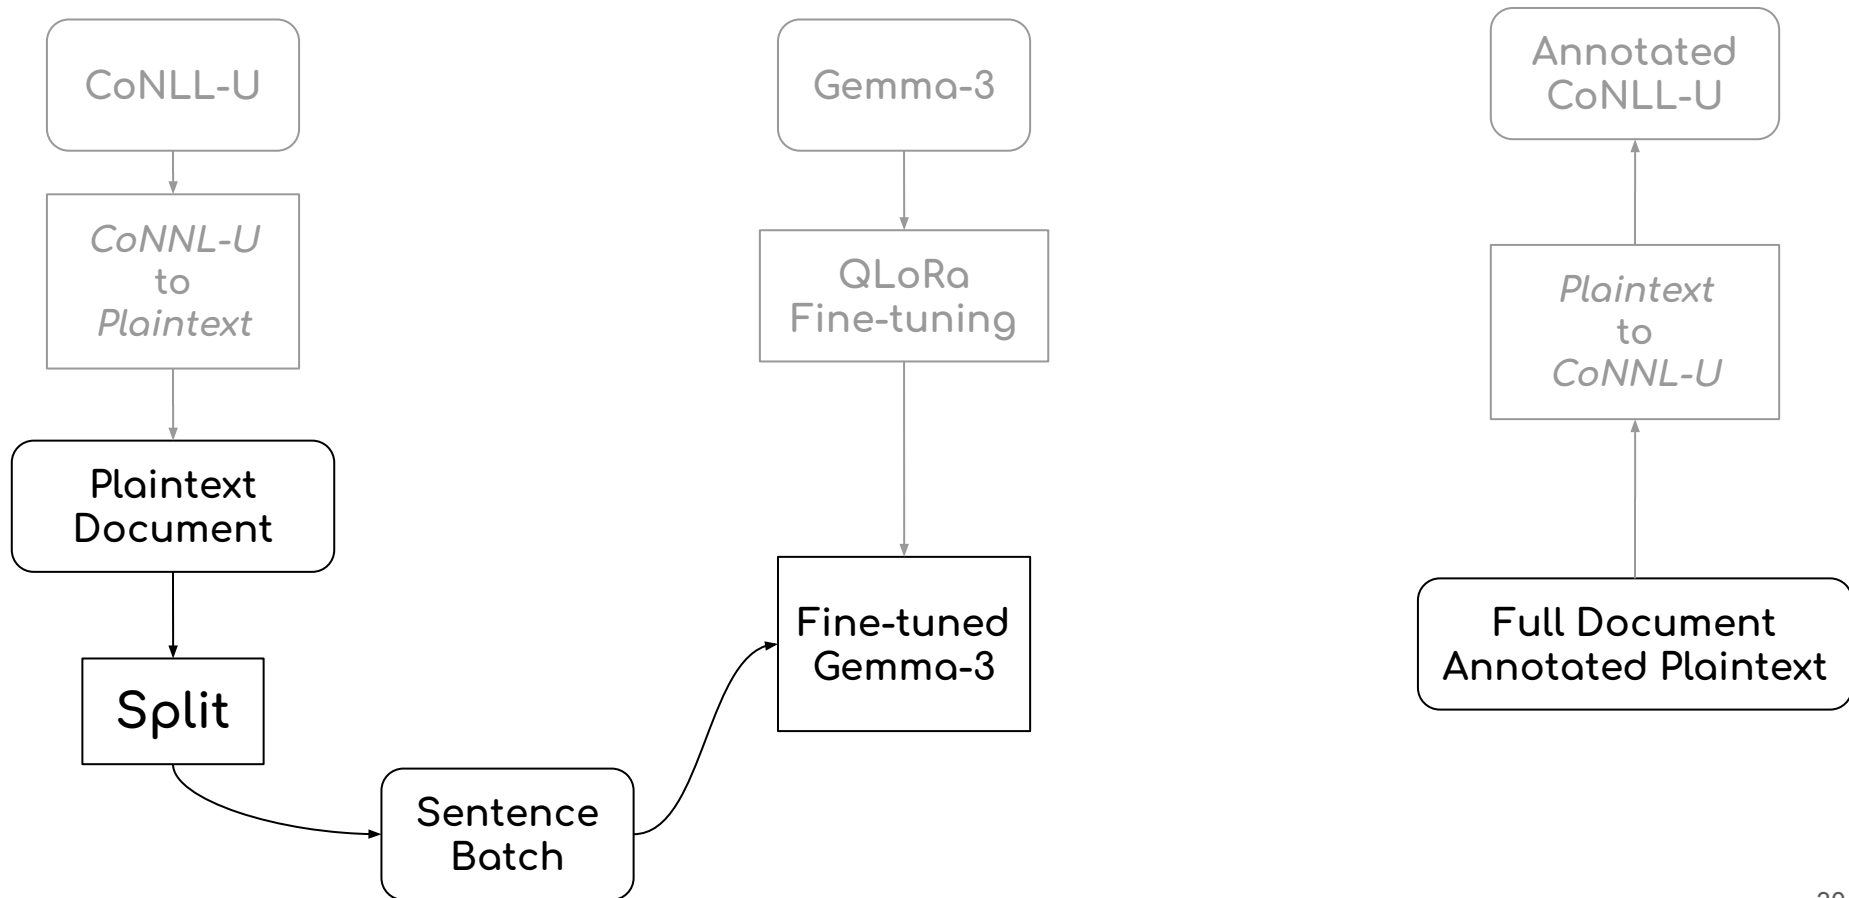 CoNLL-U
CoNNL-U
to
Plaintext
Plaintext
Document
Split
Sentence
Batch
Gemma-3
QLoRa
Fine-tuning
Fine-tuned
Gemma-3
Annotated
CoNLL-U
Plaintext
to
CoNNL-U
Full Document
Annotated Plaintext